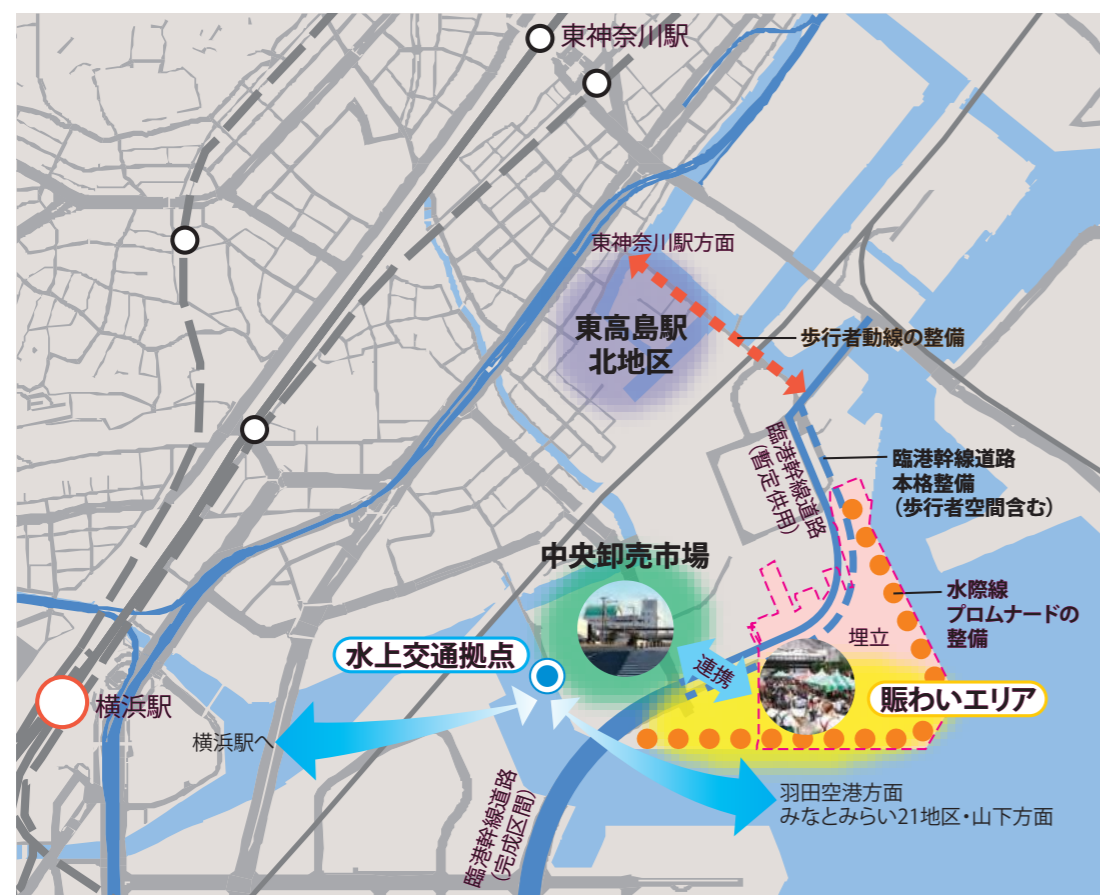 東神奈川駅
東神奈川駅方面
東高島駅
北地区
歩行者動線の整備
臨港幹線道路
(暫定供用)
臨港幹線道路
本格整備
(歩行者空間含む)
中央卸売市場
水際線
プロムナードの
整備
埋立
水上交通拠点
連携
賑わいエリア
横浜駅
横浜駅へ
羽田空港方面
みなとみらい21地区・山下方面
臨港幹線道路
(完成区間)